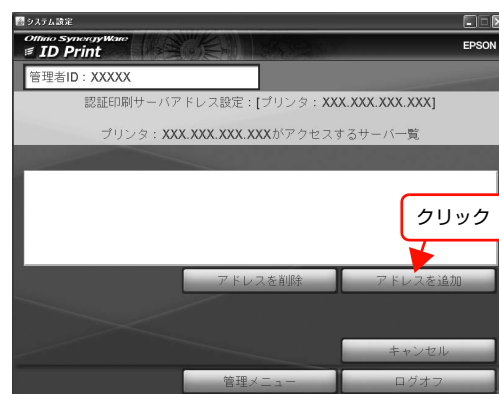 システム設定
Offirio SynergyWare
ID Print
EPSON
管理者ID：XXXXX
認証印刷サーバアドレス設定：[プリンタ：XXX.XXX.XXX.XXX]
プリンタ：XXX.XXX.XXX.XXXがアクセスするサーバ一覧
クリック
アドレスを削除
アドレスを追加
キャンセル
管理メニュー
ログオフ